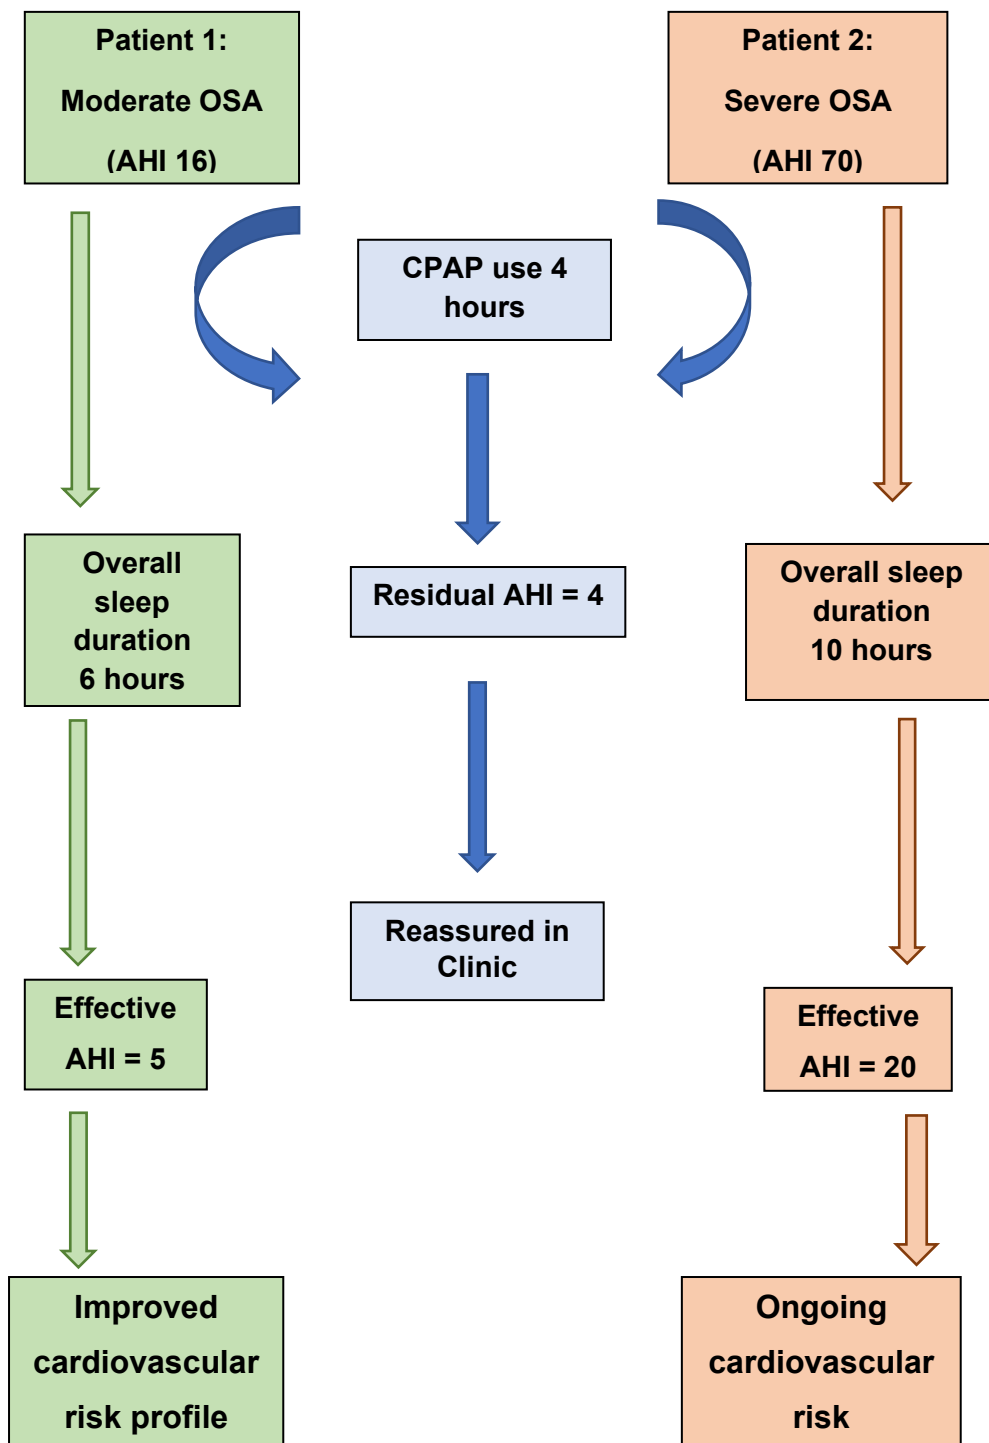 Patient 1:
Moderate OSA
(AHI 16)
Patient 2:
Severe OSA
(AHI 70)
CPAP use 4
hours
Overall
sleep
duration
6 hours
Residual AHI = 4
Overall sleep
duration
10 hours
Reassured in
Clinic
Effective
AHI = 5
Effective
AHI = 20
Improved
cardiovascular
risk profile
Ongoing
cardiovascular
risk